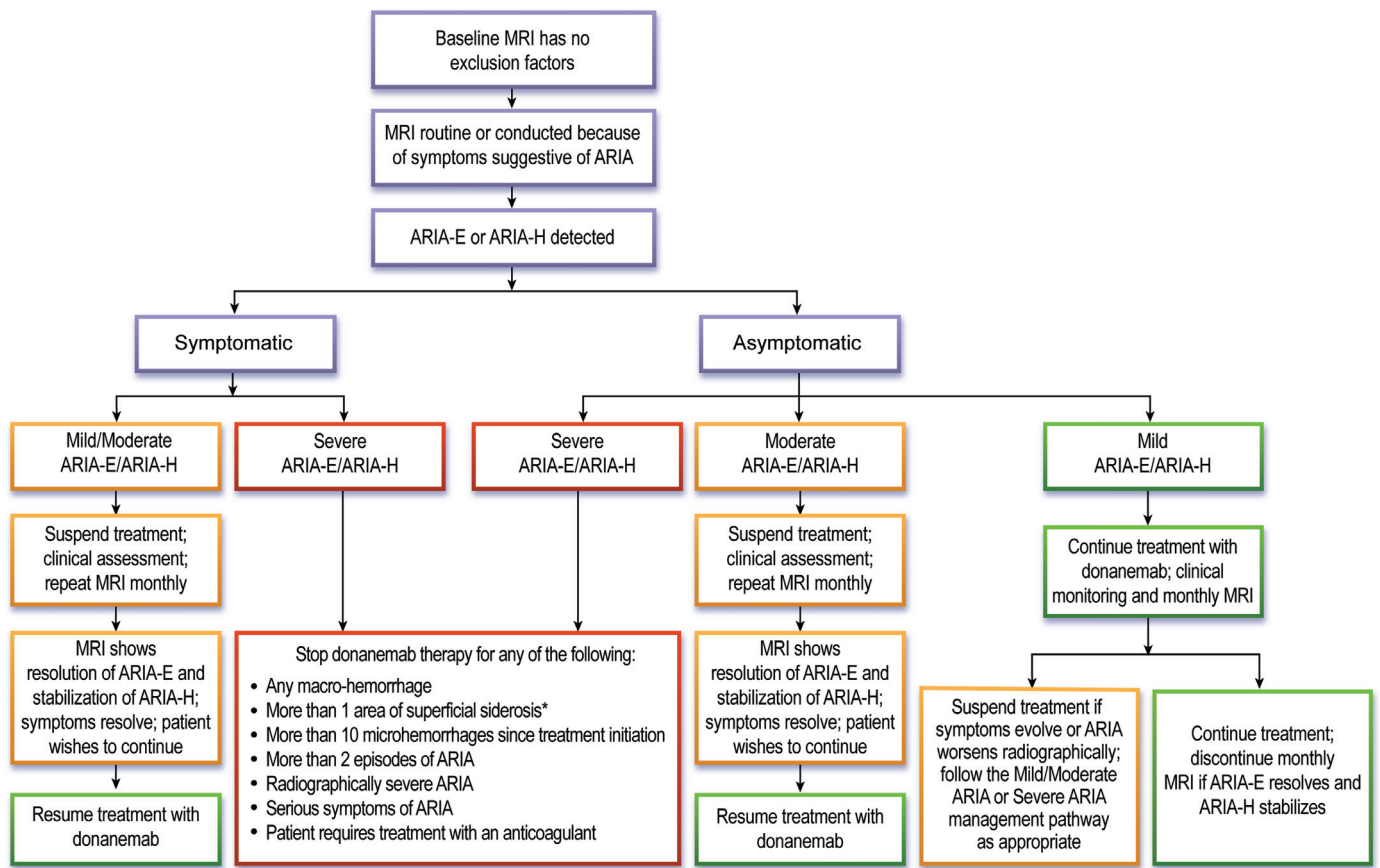 Baseline MRI has no
exclusion factors
MRI routine or conducted because
of symptoms suggestive of ARIA
ARIA-E or ARIA-H detected
Symptomatic
Asymptomatic
Mild/Moderate
ARIA-E/ARIA-H
Severe
ARIA-E/ARIA-H
Severe
ARIA-E/ARIA-H
Moderate
ARIA-E/ARIA-H
Mild
ARIA-E/ARIA-H
Suspend treatment;
clinical assessment;
repeat MRI monthly
Suspend treatment;
clinical assessment;
repeat MRI monthly
Continue treatment with
donanemab; clinical
monitoring and monthly MRI
MRI shows
resolution of ARIA-E and
stabilization of ARIA-H;
symptoms resolve; patient
wishes to continue
Stop donanemab therapy for any of the following:
• Any macro-hemorrhage
• More than 1 area of superficial siderosis*
• More than 10 microhemorrhages since treatment initiation
• More than 2 episodes of ARIA
• Radiographically severe ARIA
• Serious symptoms of ARIA
• Patient requires treatment with an anticoagulant
MRI shows
resolution of ARIA-E and
stabilization of ARIA-H;
symptoms resolve; patient
wishes to continue
Suspend treatment if
symptoms evolve or ARIA
worsens radiographically;
follow the Mild/Moderate
ARIA or Severe ARIA
management pathway
as appropriate
Continue treatment;
discontinue monthly
MRI if ARIA-E resolves and
ARIA-H stabilizes
Resume treatment with
donanemab
Resume treatment with
donanemab